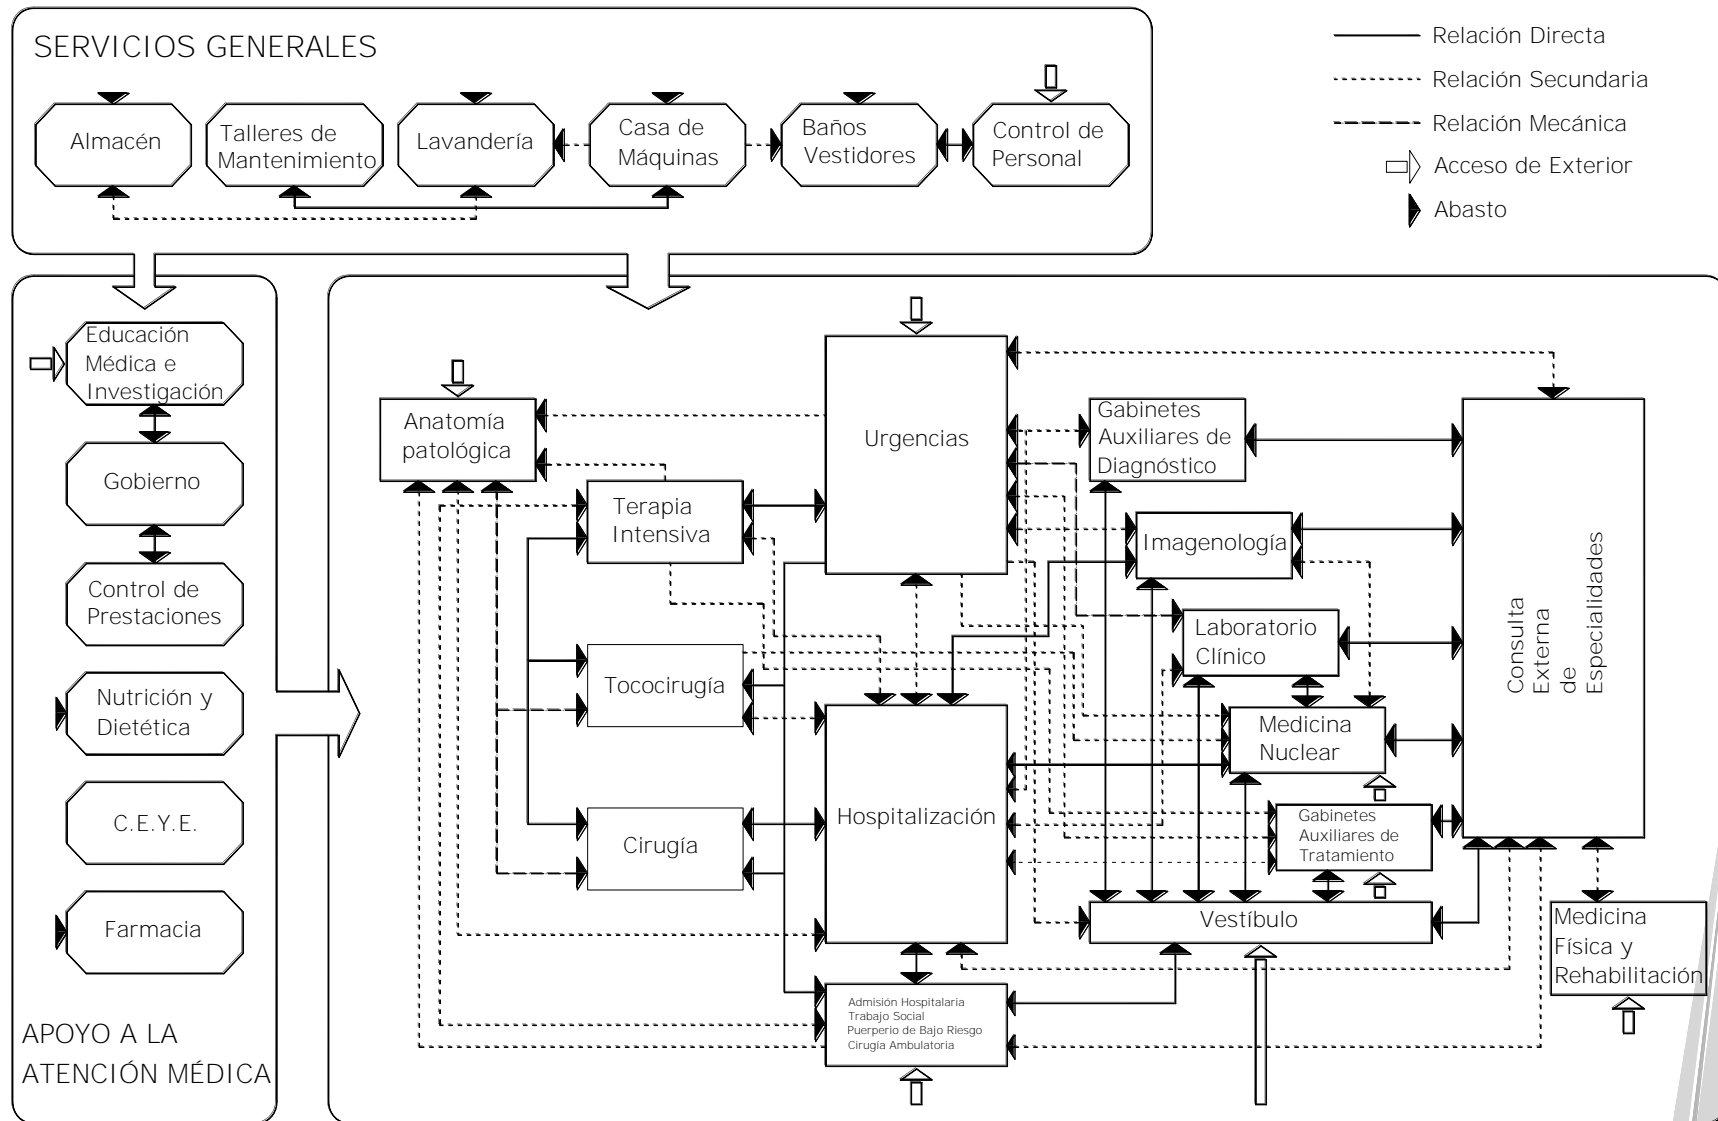 SERVICIOS GENERALES
Almacén
Talleres de
Mantenimiento
Lavandería
Casa de
Máquinas
Baños
Vestidores
Control de
Personal
Relación Directa
Relación Secundaria
Relación Mecánica
Acceso de Exterior
Abasto
Educación
Médica e
Investigación
Gobierno
Control de
Prestaciones
Nutrición y
Dietética
C.E.Y.E.
Farmacia
APOYO A LA
ATENCIÓN MÉDICA
Anatomía
patológica
Terapia
Intensiva
Tococirugía
Cirugía
Urgencias
Hospitalización
Admisión Hospitalaria
Trabajo Social
Puerperio de Bajo Riesgo
Cirugía Ambulatoria
Gabinetes
Auxiliares de
Diagnóstico
Imagenología
Laboratorio
Clínico
Medicina
Nuclear
Gabinetes
Auxiliares de
Tratamiento
Vestíbulo
Consulta
Externa
de
Especialidades
Medicina
Física y
Rehabilitación